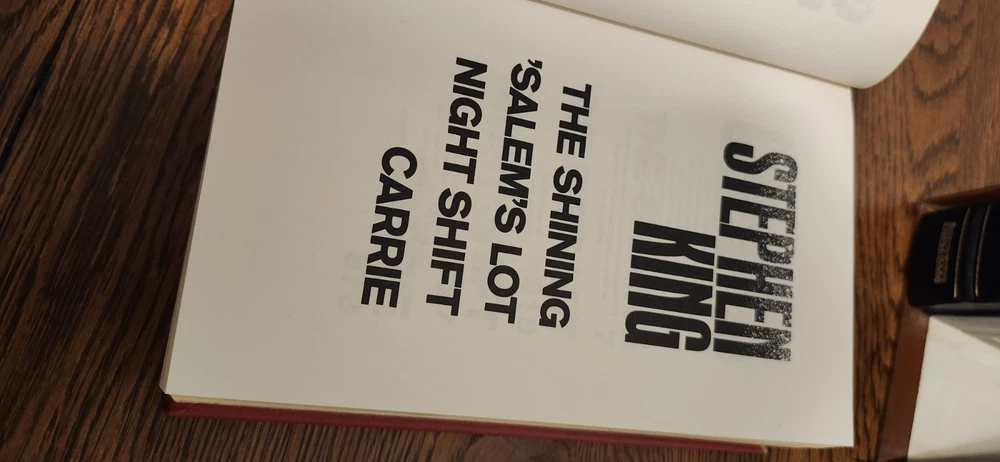 STEPHEN
KING
THE SHINING
'SALEM'S LOT
NIGHT SHIFT
CARRIE